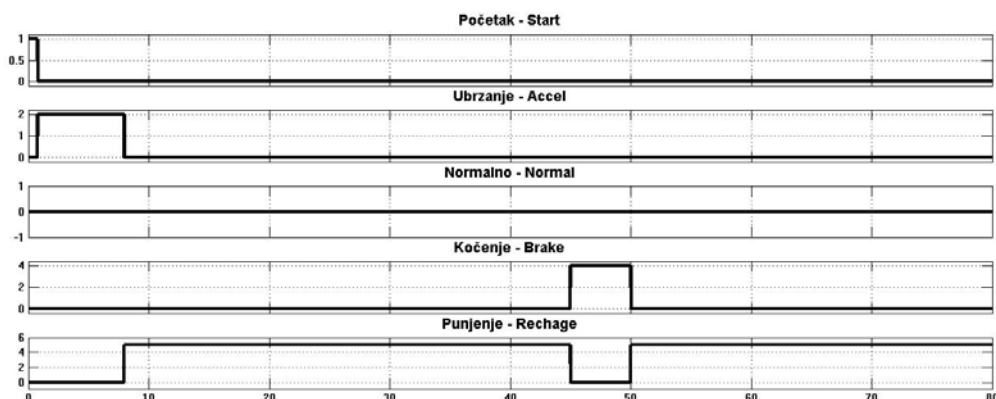 Početak - Start
1
0.5
0
Ubrzanje - Accel
2
1
0
Normalno - Normal
1
0
-1
Kočenje - Brake
4
2
0
Punjenje - Rechage
6
4
2
0
0 10 20 30 40 50 60 70 80